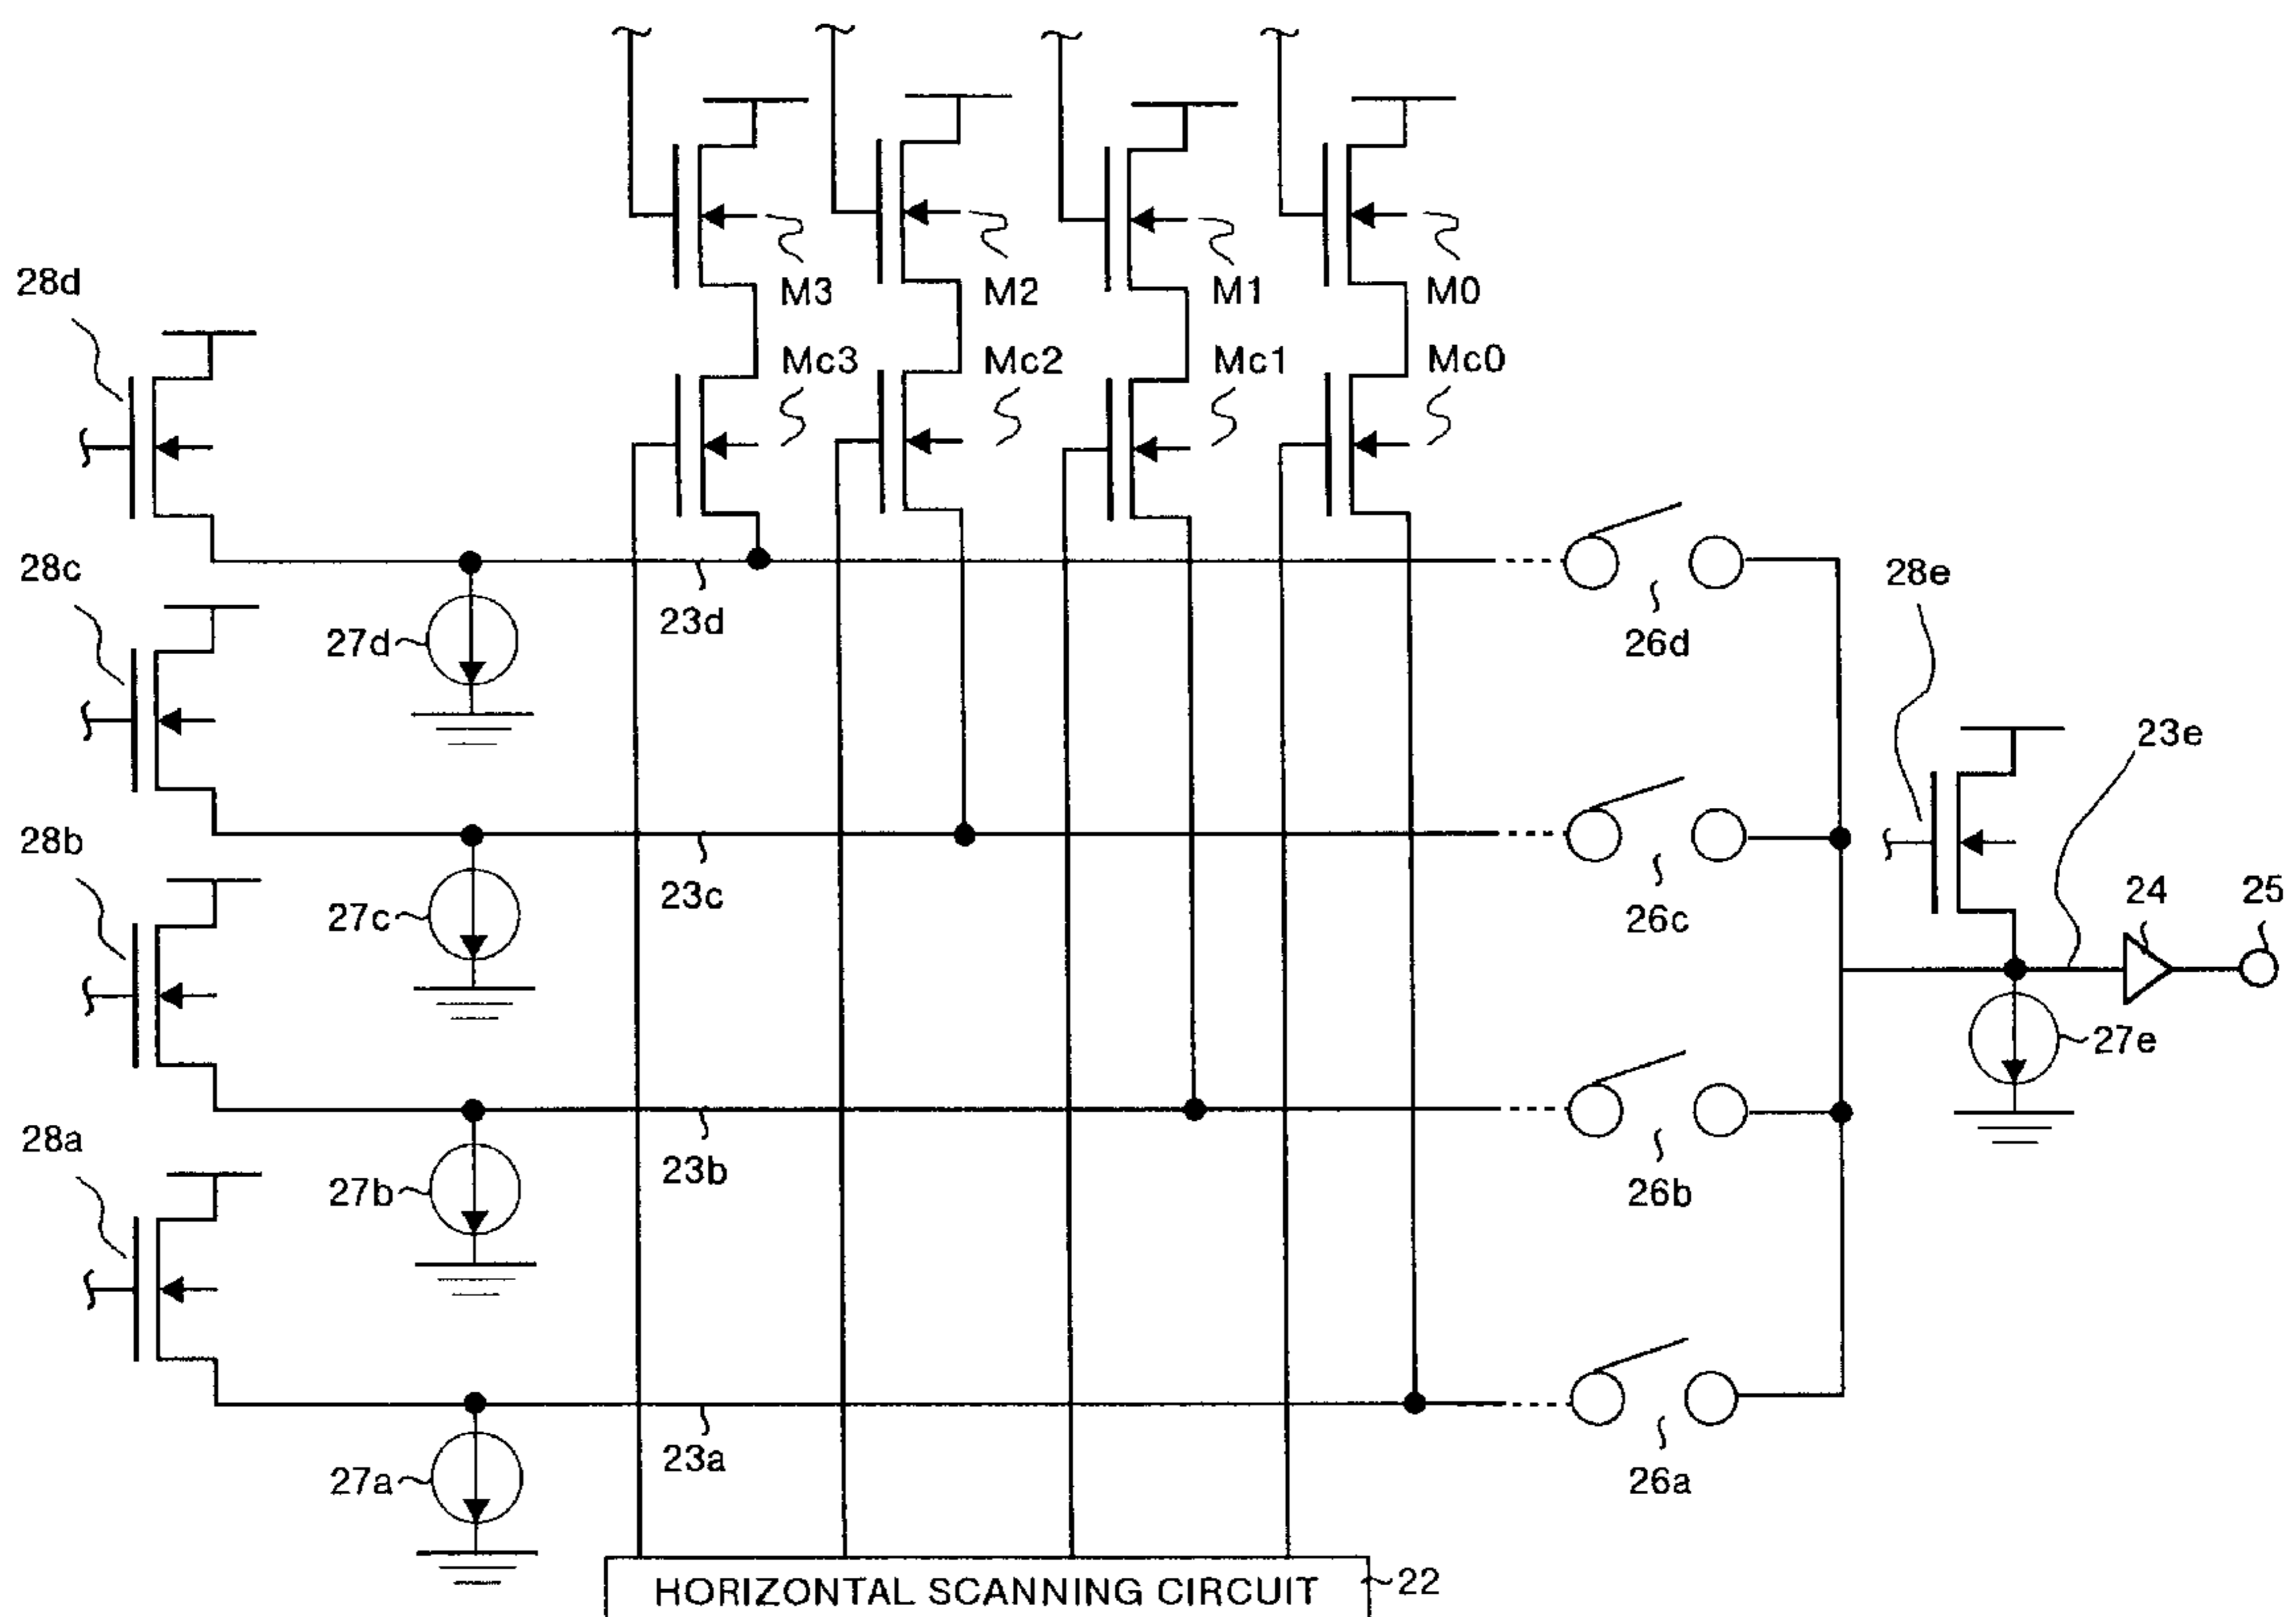 M3
M2
M1
M0
28d
Mc3
Mc2
Mc1
Mc0
28c
28e
23d
27d
26d
23e
28b
23c
27c
26c
24
25
27e
28a
23b
27b
26b
23a
27a
26a
HORIZONTAL SCANNING CIRCUIT
22